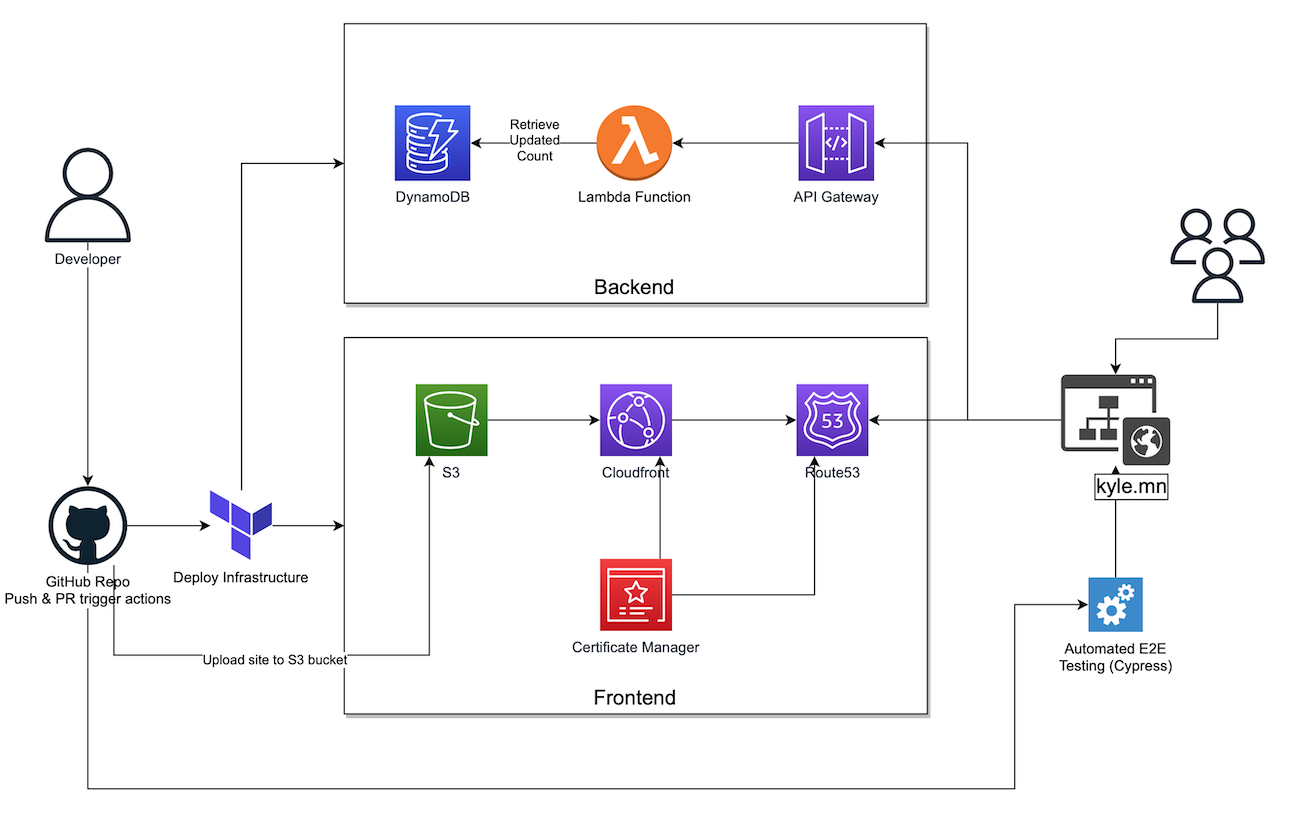 Retrieve
Updated
Count
DynamoDB
Lambda Function
API Gateway
Developer
Backend
53
S3
Cloudfront
Route53
kyle.mn
GitHub Repo
Push & PR trigger actions
Deploy Infrastructure
Certificate Manager
Automated E2E
Testing (Cypress)
Upload site to S3 bucket
Frontend